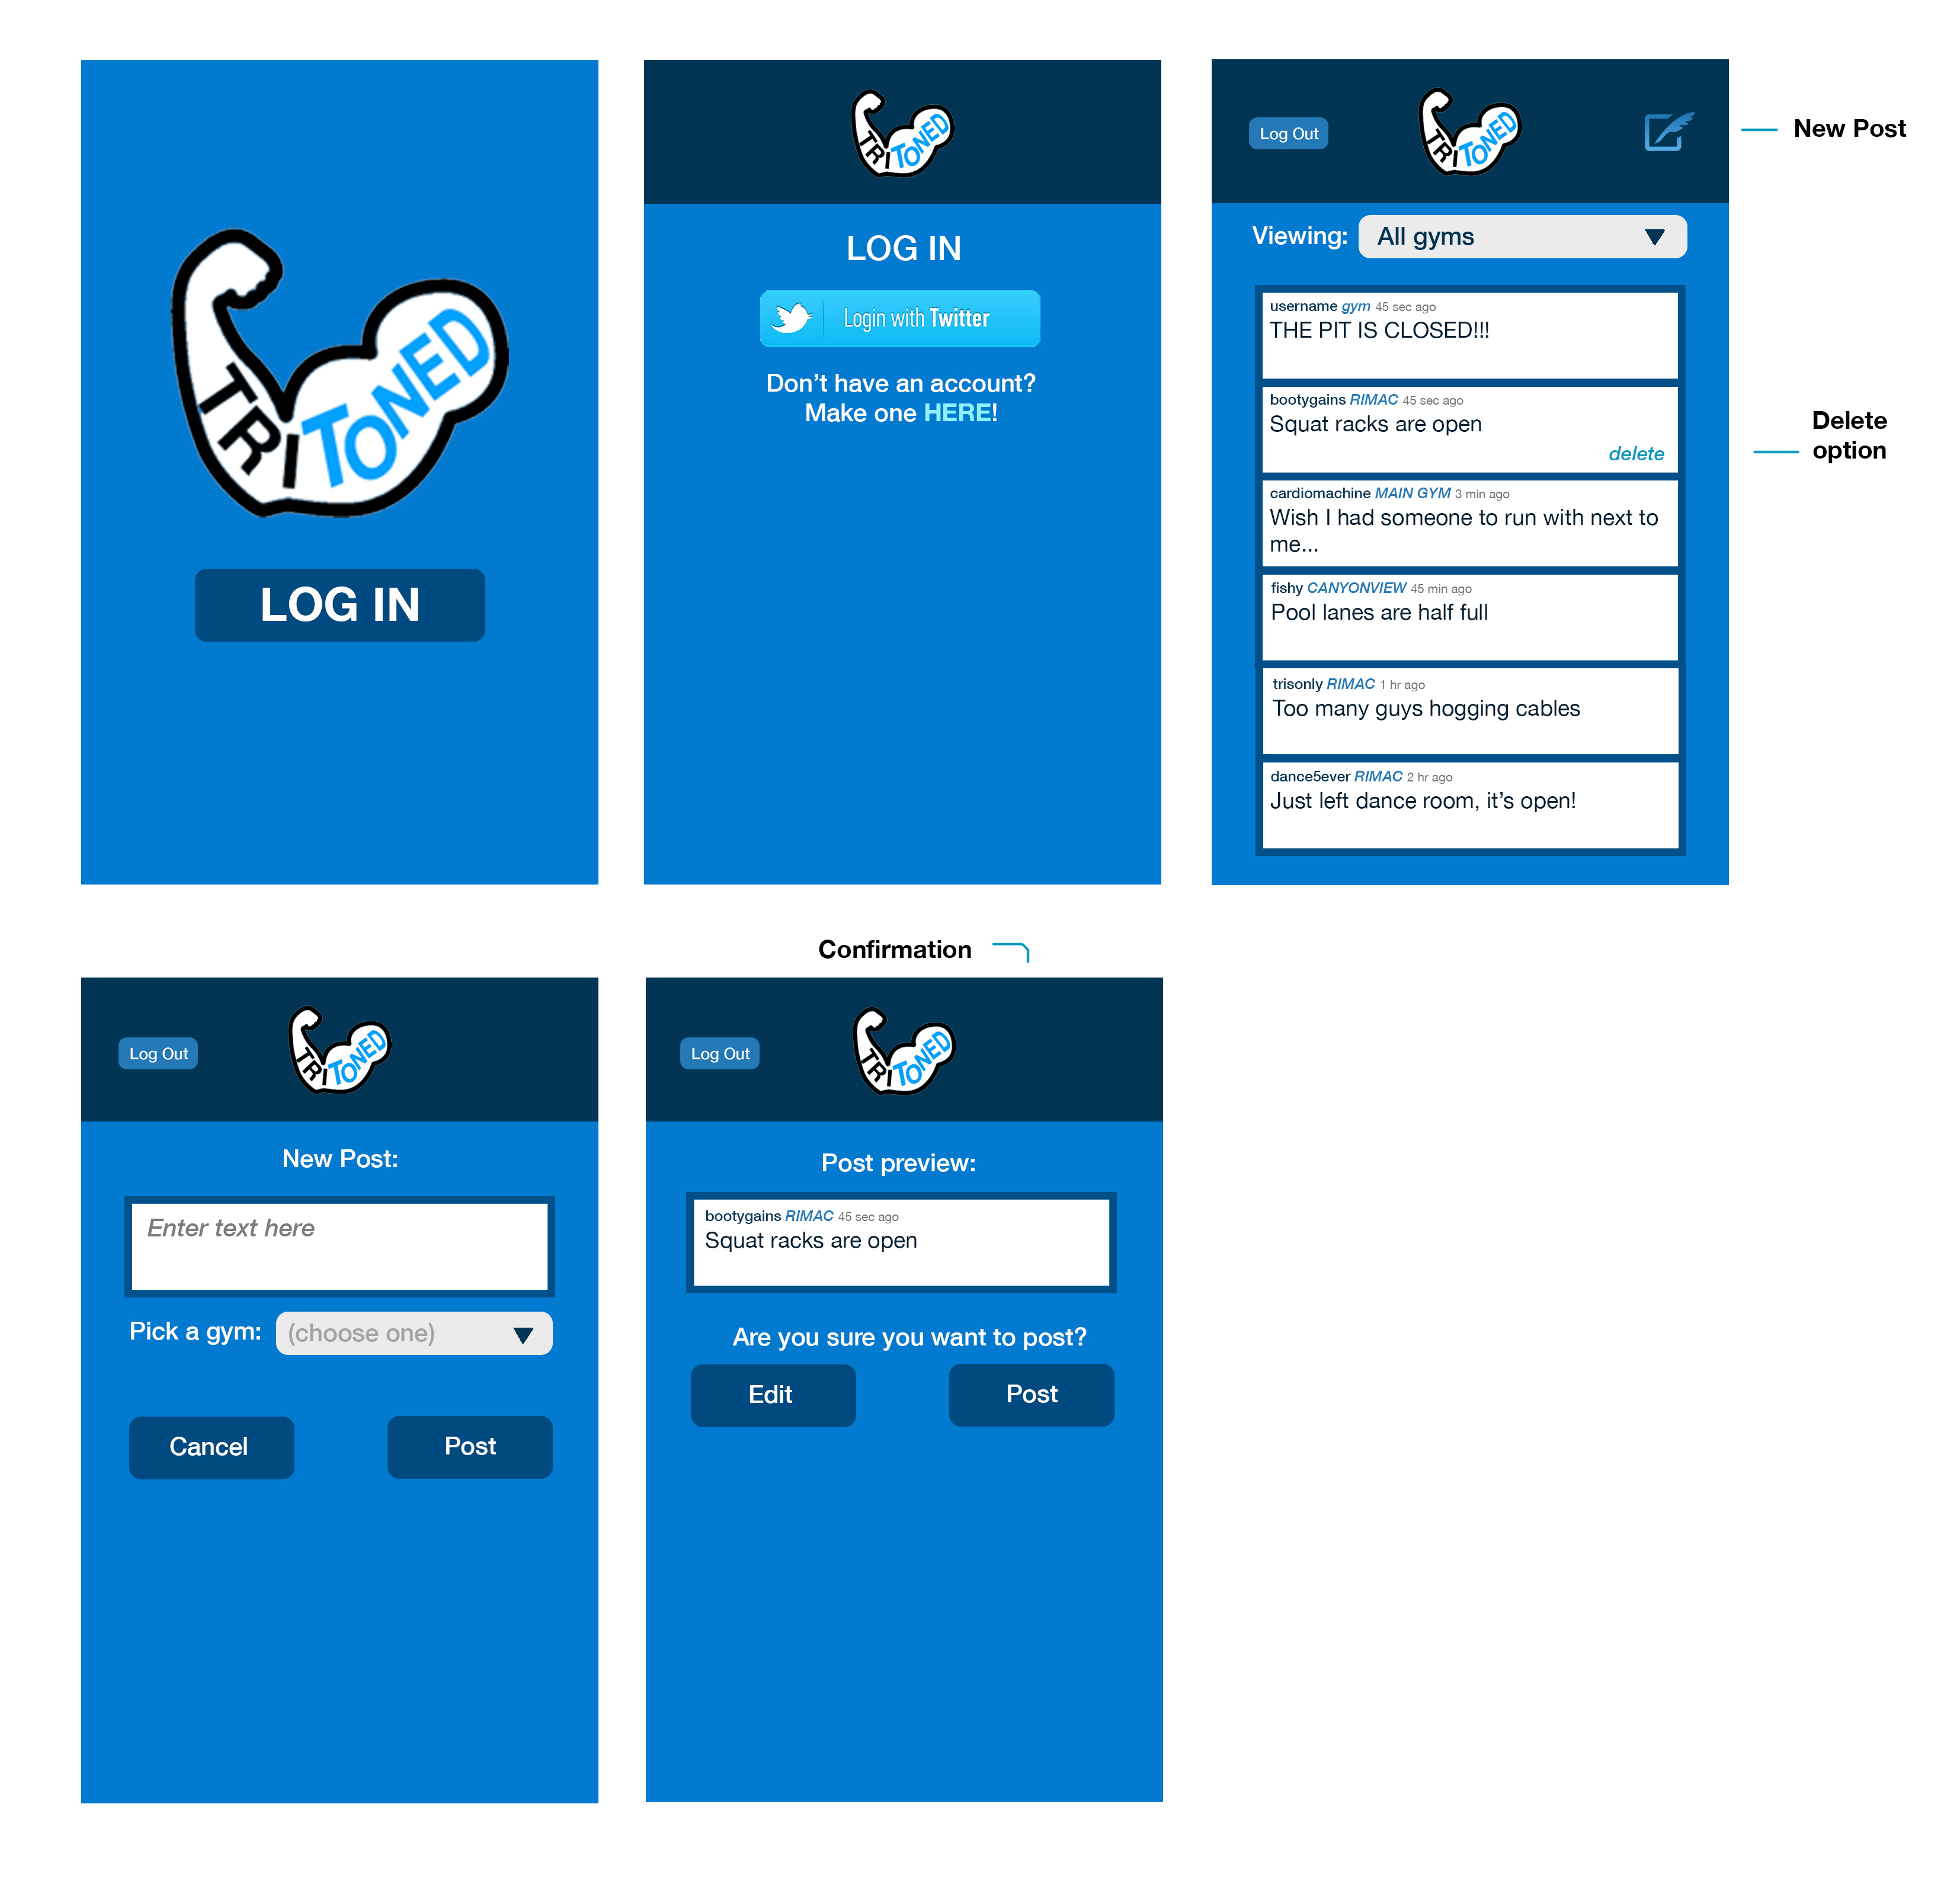 TRITONED
LOG IN
TRITONED
LOG IN
Login with Twitter
Don't have an account?
Make one HERE!
Log Out
TRITONED
New Post
Viewing:
All gyms
username gym 45 sec ago
THE PIT IS CLOSED!!!
bootygains RIMAC 45 sec ago
Squat racks are open
delete
Delete
option
cardiomachine MAIN GYM 3 min ago
Wish I had someone to run with next to
me...
fishy CANYONVIEW 45 min ago
Pool lanes are half full
trisonly RIMAC 1 hr ago
Too many guys hogging cables
dance5ever RIMAC 2 hr ago
Just left dance room, it's open!
Log Out
TRITONED
New Post:
Enter text here
Pick a gym:
(choose one)
Cancel
Post
Confirmation
Log Out
TRITONED
Post preview:
bootygains RIMAC 45 sec ago
Squat racks are open
Are you sure you want to post?
Edit
Post